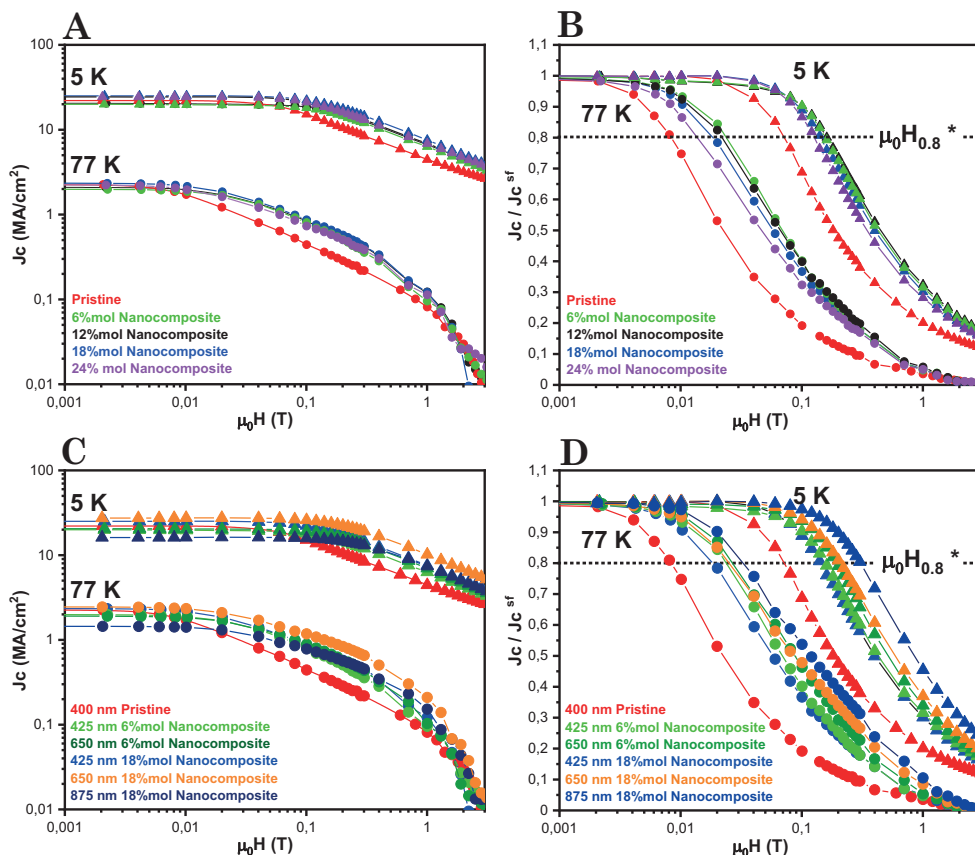 A
100
10
1
0,1
0,01
Jc (MA/cm²)
5 K
77 K
Pristine
6%mol Nanocomposite
12%mol Nanocomposite
18%mol Nanocomposite
24% mol Nanocomposite
0,001 0,01 0,1 1
μ₀H (T)
B
1,1
1
0,9
0,8
0,7
0,6
0,5
0,4
0,3
0,2
0,1
0
Jc / Jc sf
5 K
77 K
μ₀H₀.₈ *
Pristine
6%mol Nanocomposite
12%mol Nanocomposite
18%mol Nanocomposite
24%mol Nanocomposite
0,001 0,01 0,1 1
μ₀H (T)
C
100
10
1
0,1
0,01
Jc (MA/cm²)
5 K
77 K
400 nm Pristine
425 nm 6%mol Nanocomposite
650 nm 6%mol Nanocomposite
425 nm 18%mol Nanocomposite
650 nm 18%mol Nanocomposite
875 nm 18%mol Nanocomposite
0,001 0,01 0,1 1
μ₀H (T)
D
1,1
1
0,9
0,8
0,7
0,6
0,5
0,4
0,3
0,2
0,1
0
Jc / Jc sf
5 K
77 K
μ₀H₀.₈ *
400 nm Pristine
425 nm 6%mol Nanocomposite
650 nm 6%mol Nanocomposite
425 nm 18%mol Nanocomposite
650 nm 18%mol Nanocomposite
875 nm 18%mol Nanocomposite
0,001 0,01 0,1 1
μ₀H (T)